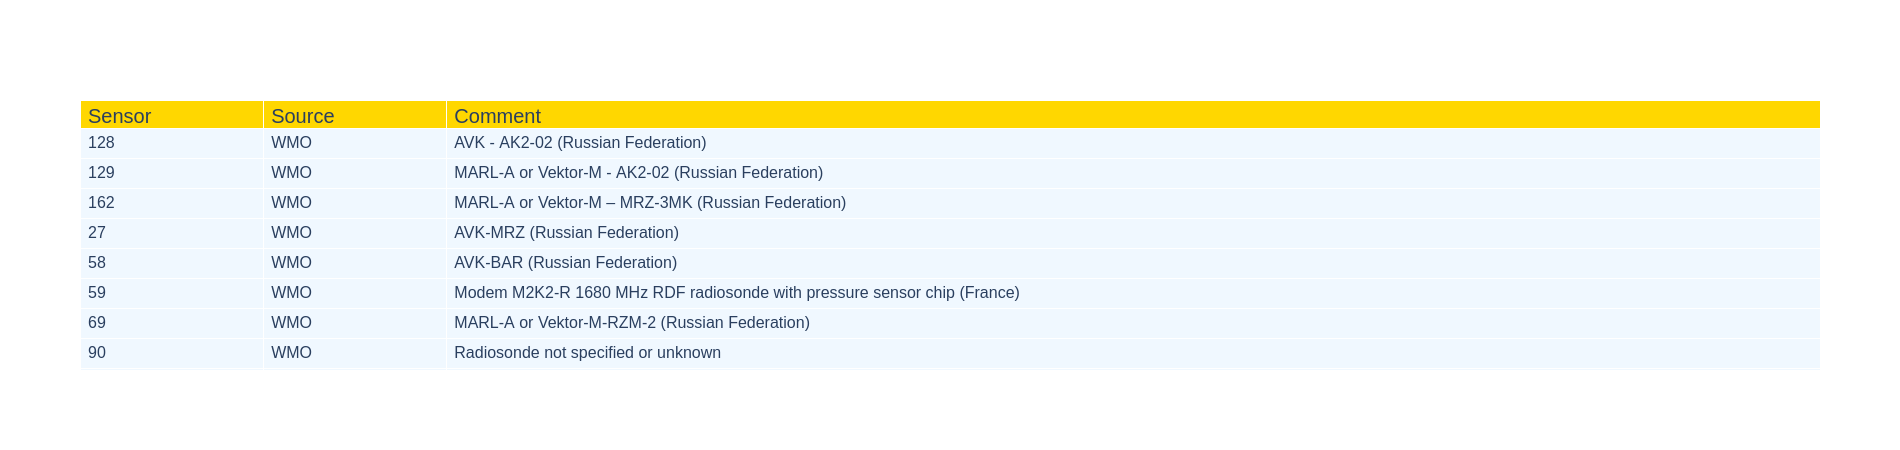 Sensor Source Comment
128 WMO AVK - AK2-02 (Russian Federation)
129 WMO MARL-A or Vektor-M - AK2-02 (Russian Federation)
162 WMO MARL-A or Vektor-M – MRZ-3MK (Russian Federation)
27 WMO AVK-MRZ (Russian Federation)
58 WMO AVK-BAR (Russian Federation)
59 WMO Modem M2K2-R 1680 MHz RDF radiosonde with pressure sensor chip (France)
69 WMO MARL-A or Vektor-M-RZM-2 (Russian Federation)
90 WMO Radiosonde not specified or unknown